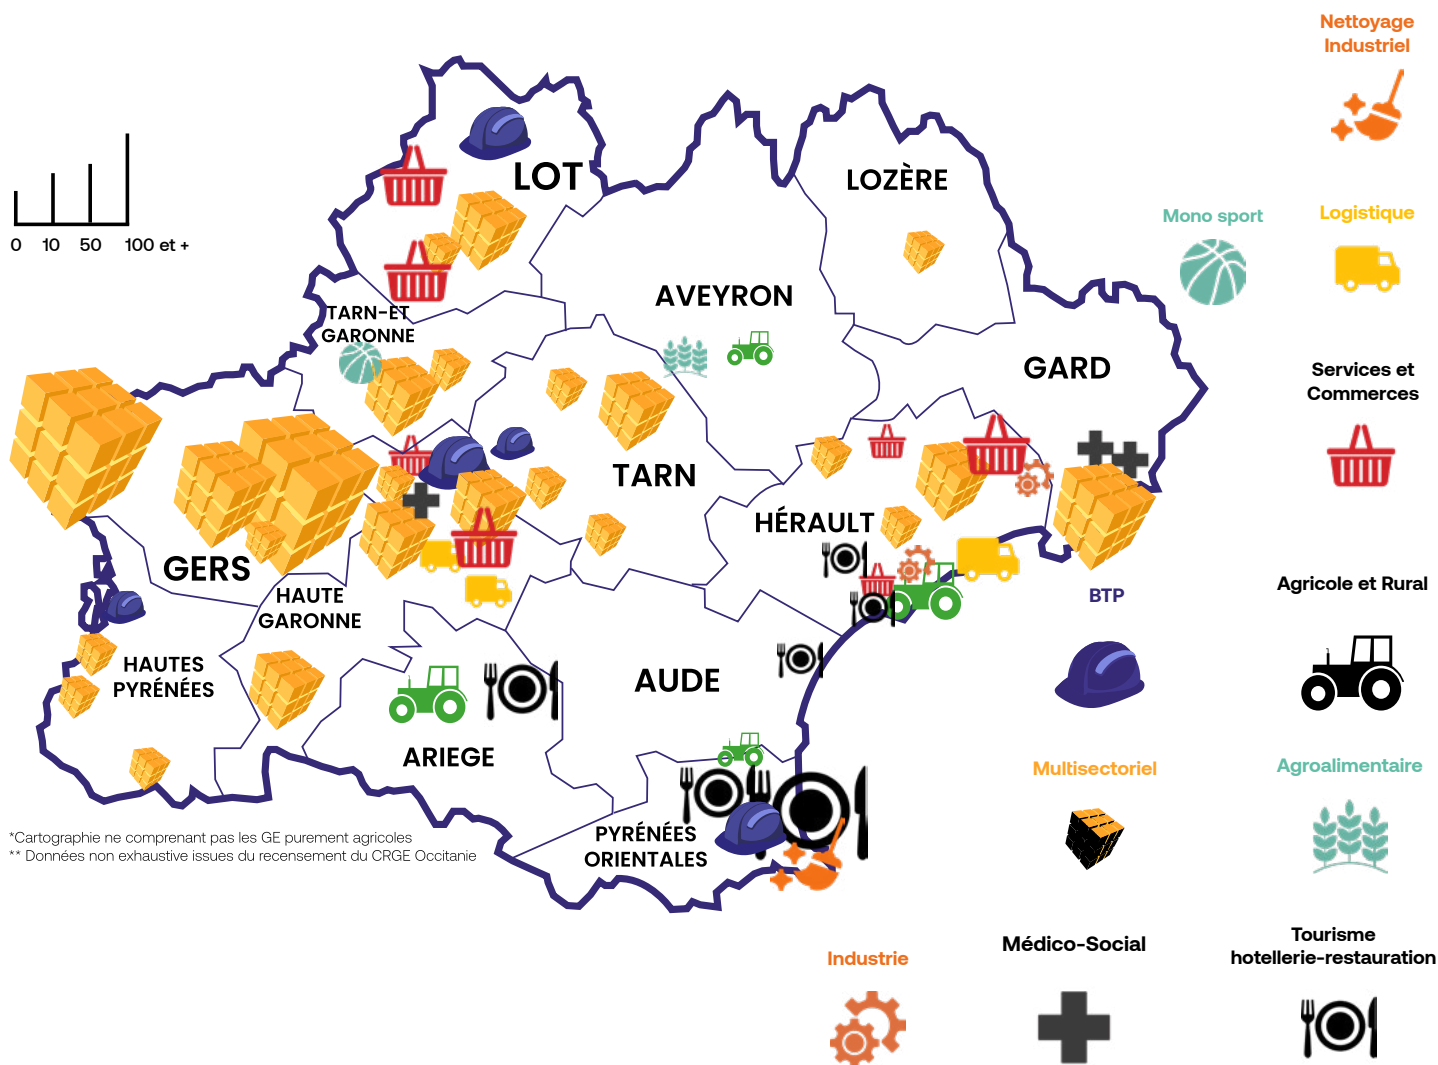 Nettoyage
Industriel
Mono sport
Logistique
0 10 50 100 et +
LOT
LOZÈRE
AVEYRON
TARN-ET
GARONNE
GARD
Services et
Commerces
TARN
HÉRAULT
GERS
HAUTE
GARONNE
BTP
Agricole et Rural
HAUTES
PYRÉNÉES
AUDE
ARIEGE
Multisectoriel
Agroalimentaire
PYRÉNÉES
ORIENTALES
*Cartographie ne comprenant pas les GE purement agricoles
** Données non exhaustive issues du recensement du CRGE Occitanie
Industrie
Médico-Social
Tourisme
hotellerie-restauration